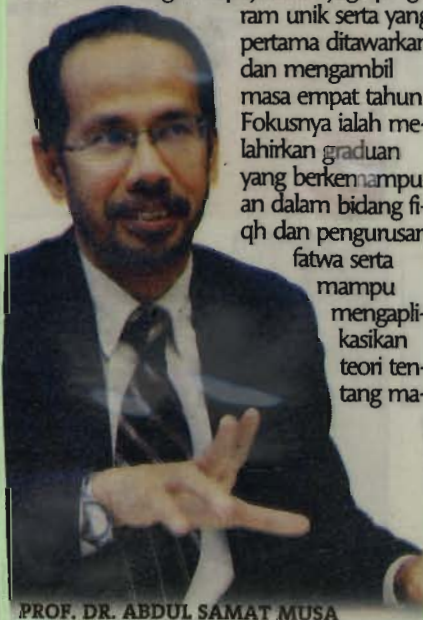 ram unik serta yang
pertama ditawarkan
dan mengambil
masa empat tahun.
Fokusnya ialah me-
lahirkan graduan
yang berkemampu-
an dalam bidang fi-
qh dan pengurusan
fatwa serta
mampu
mengapli-
kasikan
teori ten-
tang ma-
PROF. DR. ABDUL SAMAT MUSA